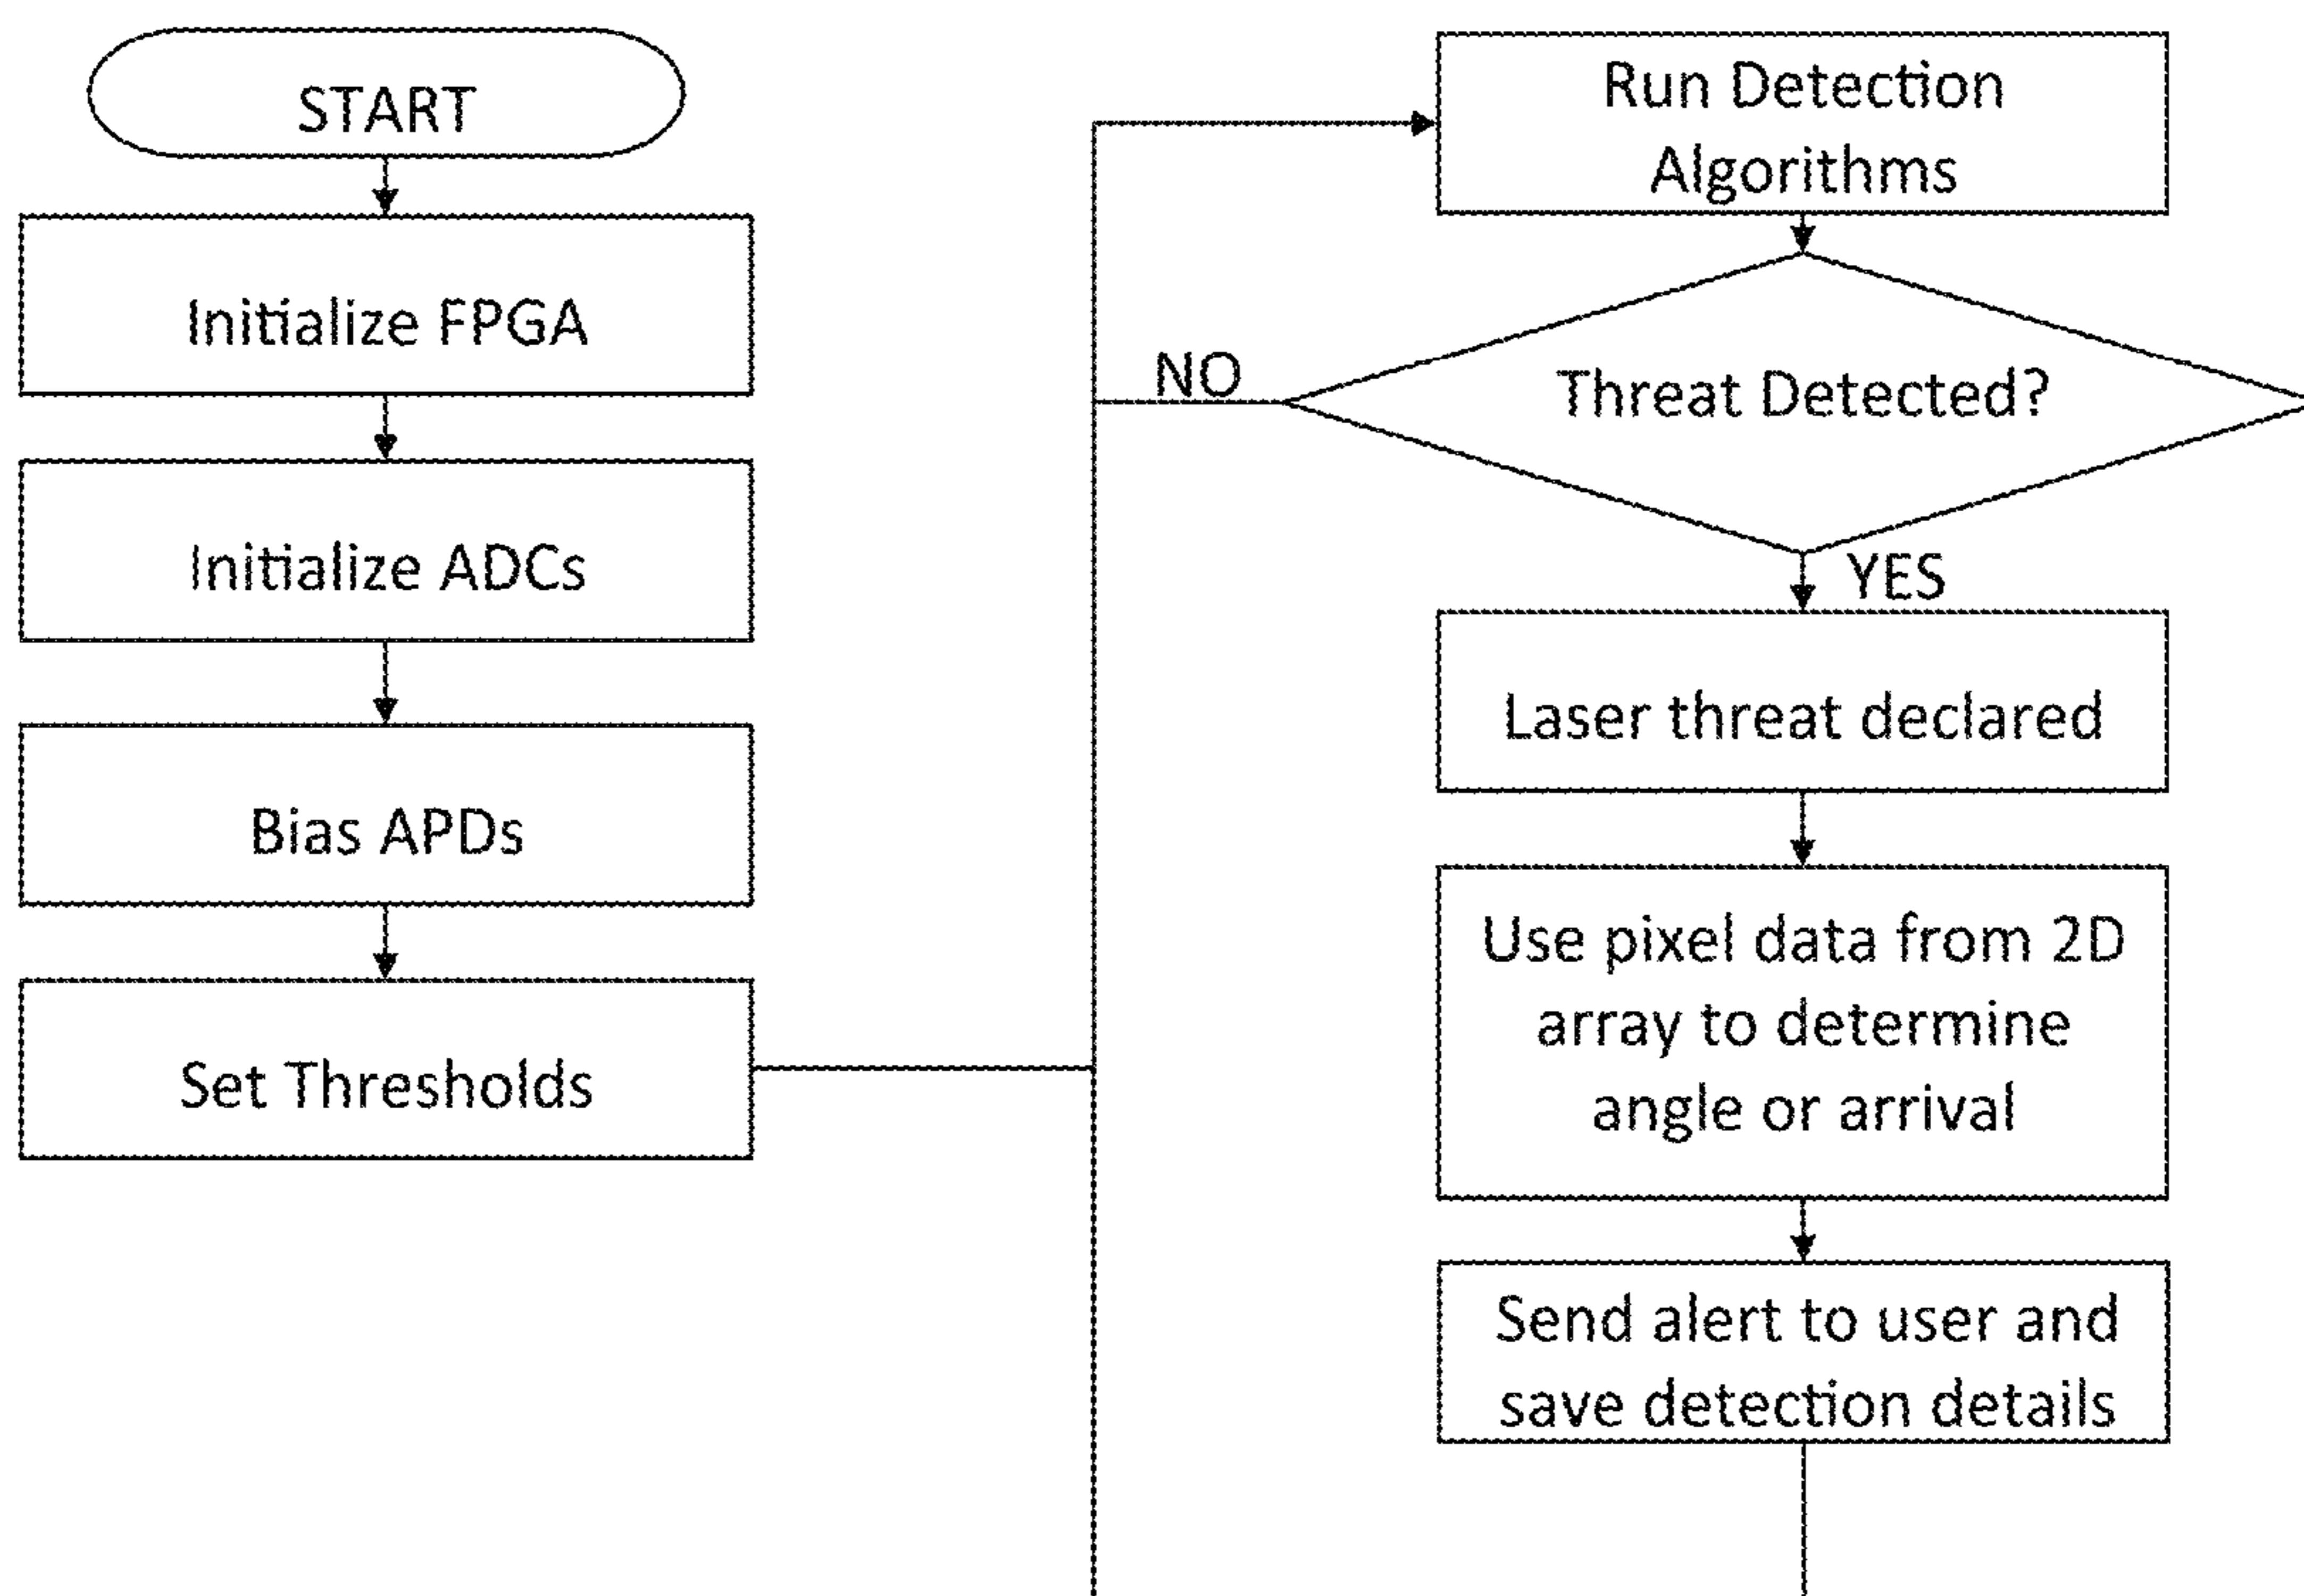 START
Initialize FPGA
Initialize ADCs
Bias APDs
Set Thresholds
Run Detection
Algorithms
Threat Detected?
NO
YES
Laser threat declared
Use pixel data from 2D
array to determine
angle or arrival
Send alert to user and
save detection details